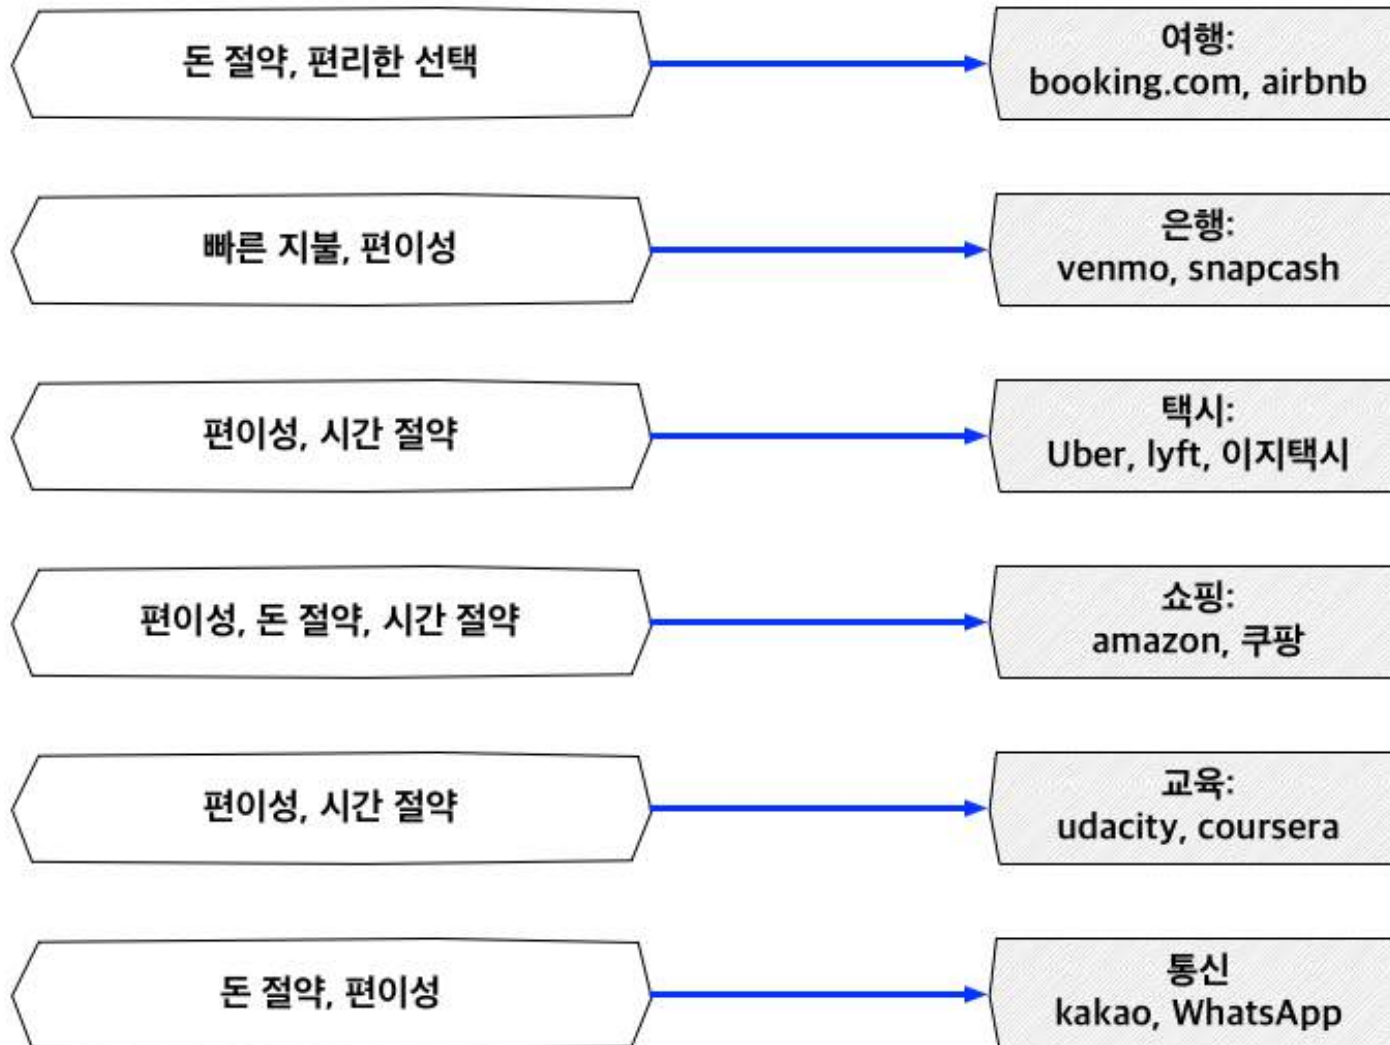 돈 절약, 편리한 선택
여행:
booking.com, airbnb
빠른 지불, 편이성
은행:
venmo, snapcash
편이성, 시간 절약
택시:
Uber, lyft, 이지택시
편이성, 돈 절약, 시간 절약
쇼핑:
amazon, 쿠팡
편이성, 시간 절약
교육:
udacity, coursera
돈 절약, 편이성
통신
kakao, WhatsApp